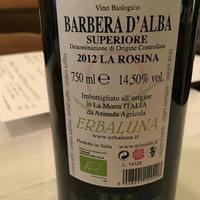 Vino Biologico
BARBERA D'ALBA
SUPERIORE
Denominazione di Origine Controllata
2012 LA ROSINA
750 ml e 14,50% vol.
Imbottigliato all'origine
in La Morra ITALIA
da Azienda Agricola
ERBALUNA
www.erbaluna.it
Prodotto in Italia
L. 14120